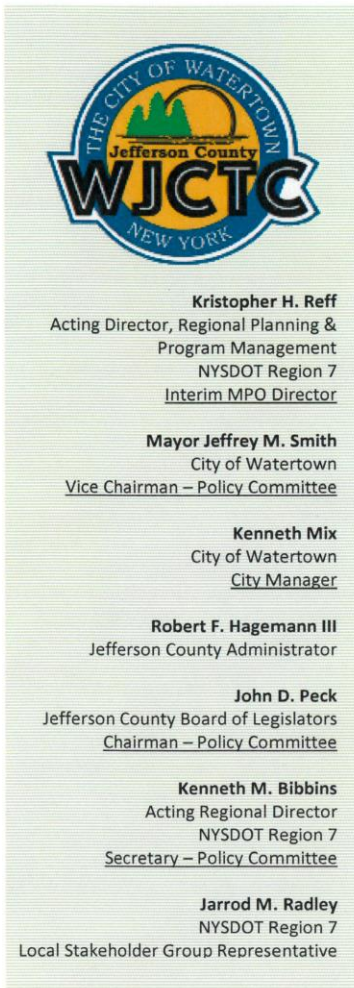 THE CITY OF WATERTOWN
Jefferson County
WJCTC
NEW YORK
Kristopher H. Reff
Acting Director, Regional Planning &
Program Management
NYSDOT Region 7
Interim MPO Director
Mayor Jeffrey M. Smith
City of Watertown
Vice Chairman – Policy Committee
Kenneth Mix
City of Watertown
City Manager
Robert F. Hagemann III
Jefferson County Administrator
John D. Peck
Jefferson County Board of Legislators
Chairman – Policy Committee
Kenneth M. Bibbins
Acting Regional Director
NYSDOT Region 7
Secretary – Policy Committee
Jarrod M. Radley
NYSDOT Region 7
Local Stakeholder Group Representative